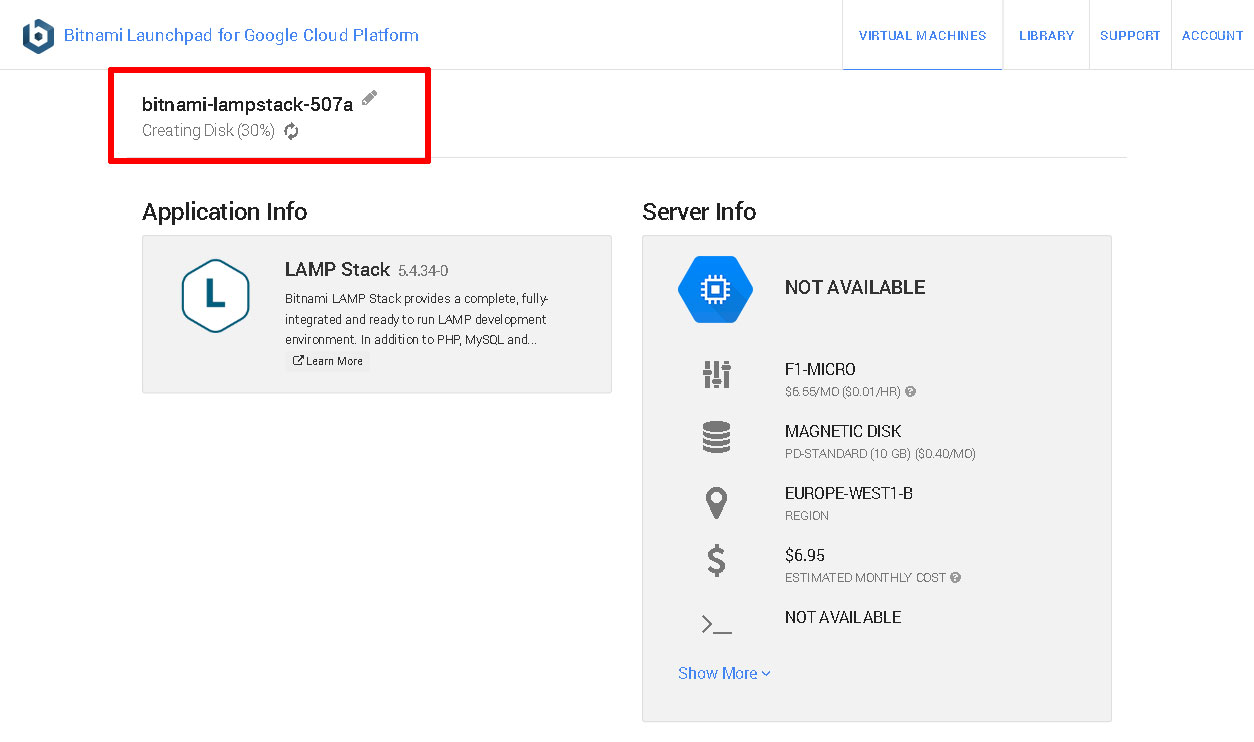 Bitnami Launchpad for Google Cloud Platform
VIRTUAL MACHINES
LIBRARY
SUPPORT
ACCOUNT
bitnami-lampstack-507a
Creating Disk (30%)
Application Info
L
LAMP Stack 5.4.34-0
Bitnami LAMP Stack provides a complete, fully-
integrated and ready to run LAMP development
environment. In addition to PHP, MySQL and...
Learn More
Server Info
NOT AVAILABLE
F1-MICRO
$6.55/MO ($0.01/HR)
MAGNETIC DISK
PD-STANDARD (10 GB) ($0.40/MO)
EUROPE-WEST1-B
REGION
$6.95
ESTIMATED MONTHLY COST
NOT AVAILABLE
Show More